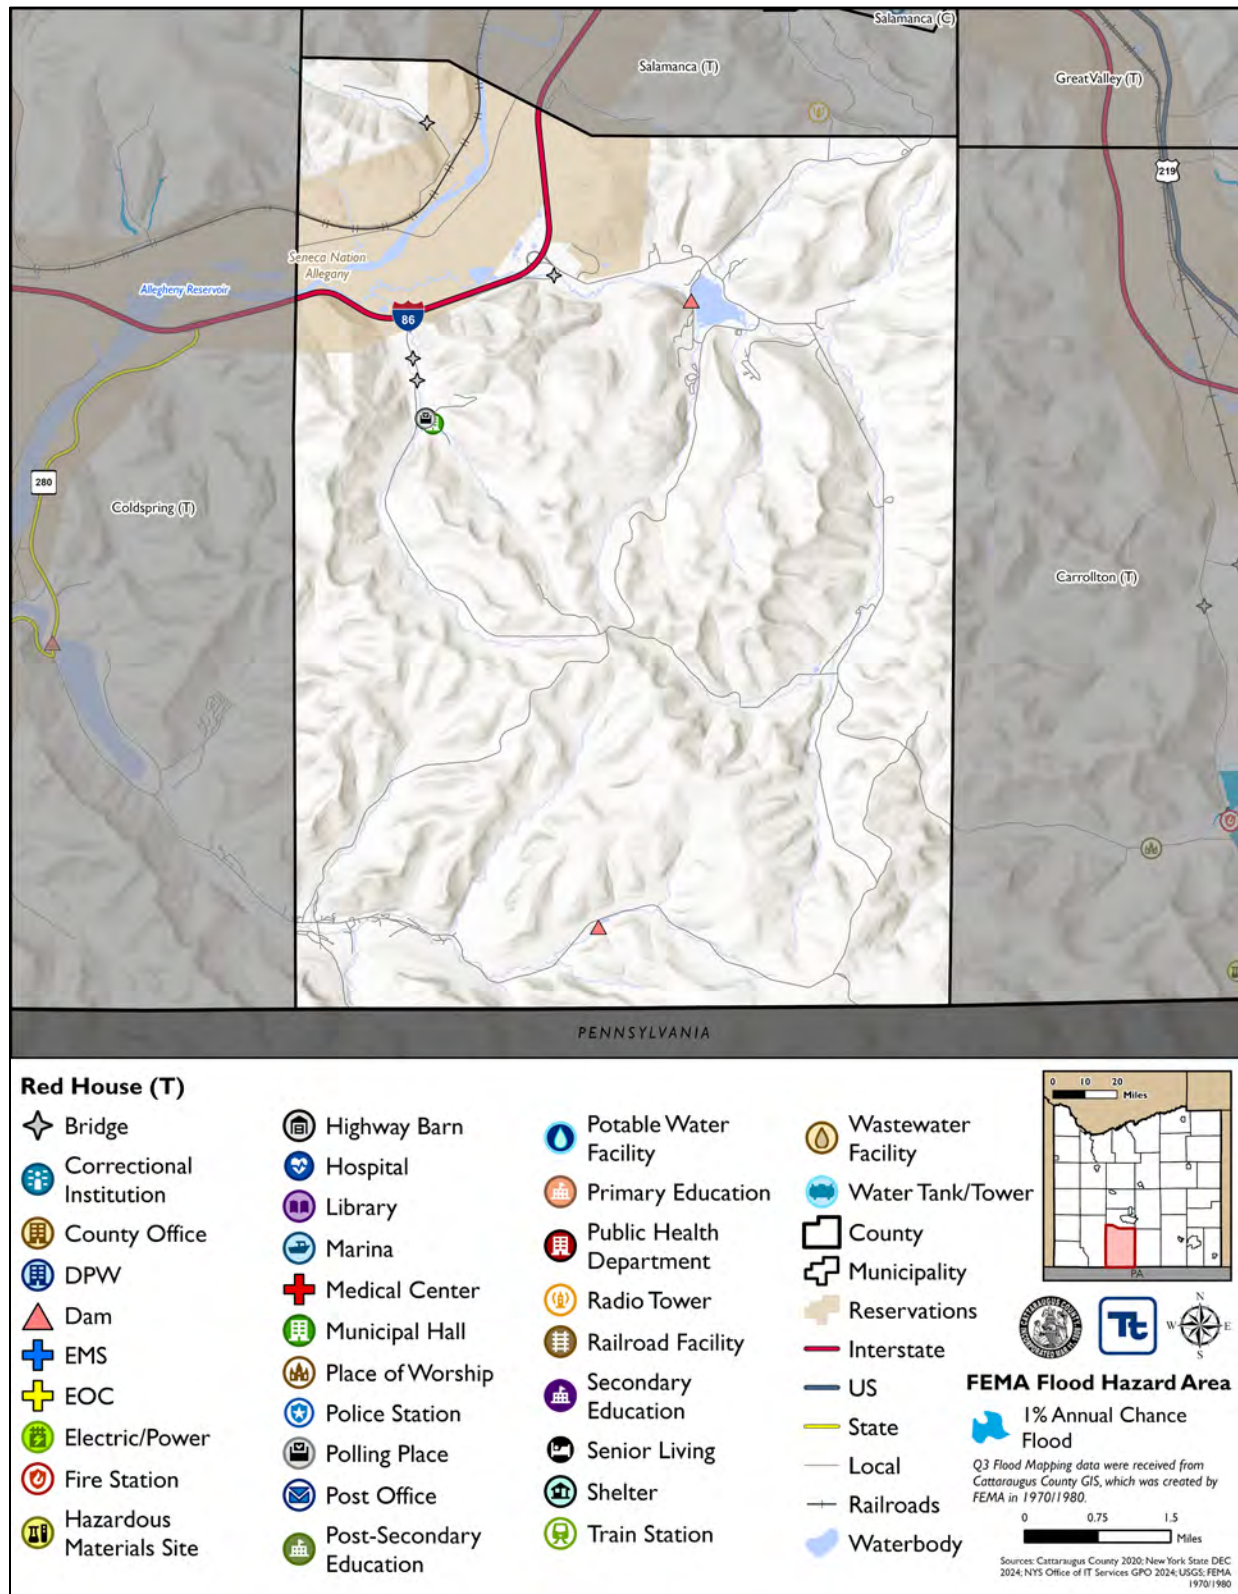 Salamanca (C)
Salamanca (T)
Great Valley (T)
219
Seneca Nation
Allegany
Allegheny Reservoir
86
280
Coldspring (T)
Carrollton (T)
PENNSYLVANIA
Red House (T)
Bridge
Correctional
Institution
County Office
DPW
Dam
EMS
EOC
Electric/Power
Fire Station
Hazardous
Materials Site
Highway Barn
Hospital
Library
Marina
Medical Center
Municipal Hall
Place of Worship
Police Station
Polling Place
Post Office
Post-Secondary
Education
Potable Water
Facility
Primary Education
Public Health
Department
Radio Tower
Railroad Facility
Secondary
Education
Senior Living
Shelter
Train Station
Wastewater
Facility
Water Tank/Tower
County
Municipality
Reservations
Interstate
US
State
Local
Railroads
Waterbody
0 10 20
Miles
PA
Tt
N
W E
S
FEMA Flood Hazard Area
1% Annual Chance
Flood
Q3 Flood Mapping data were received from
Cattaraugus County GIS, which was created by
FEMA in 1970/1980.
0 0.75 1.5
Miles
Sources: Cattaraugus County 2020; New York State DEC
2024; NYS Office of IT Services GPO 2024; USGS; FEMA
1970/1980